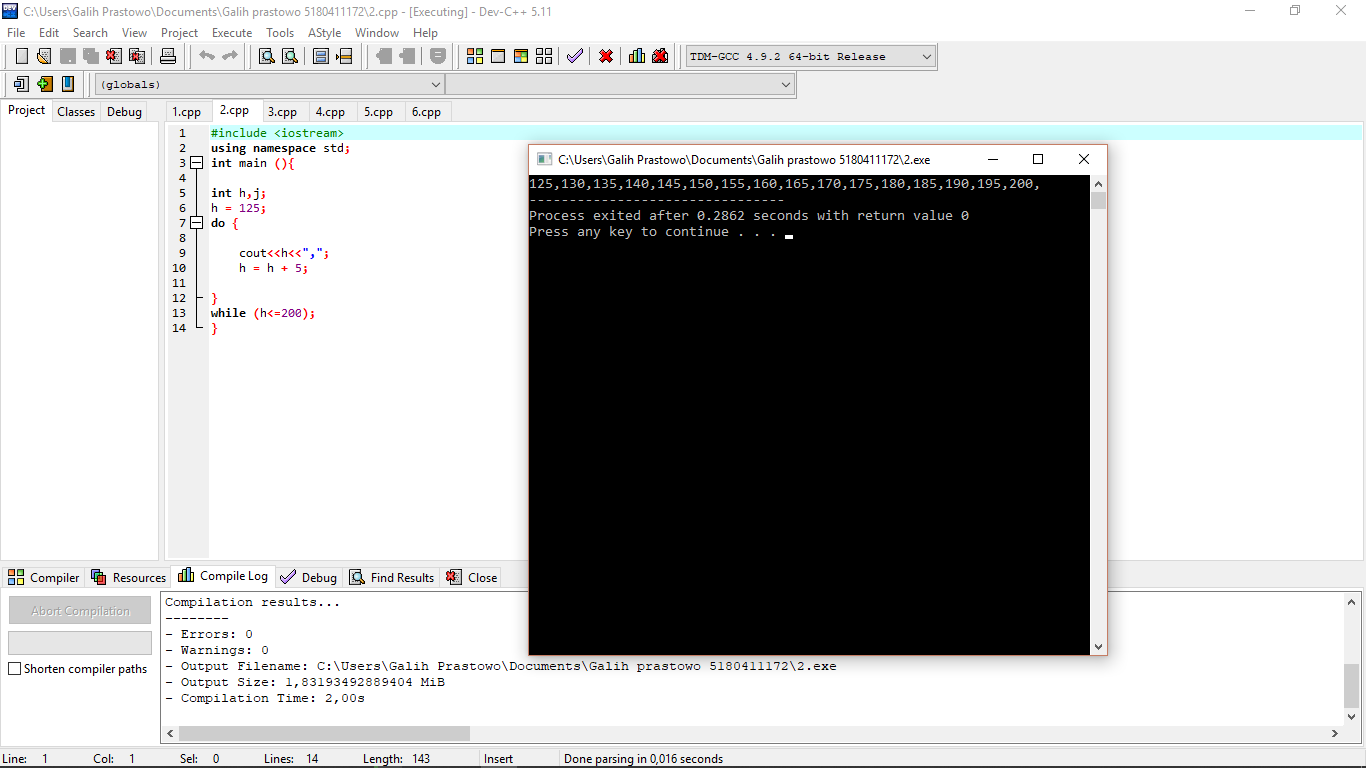 C:\Users\Galih Prastowo\Documents\Galih prastowo 5180411172\2.cpp - [Executing] - Dev-C++ 5.11
File Edit Search View Project Execute Tools AStyle Window Help
TDM-GCC 4.9.2 64-bit Release
(globals)
Project Classes Debug
1.cpp 2.cpp 3.cpp 4.cpp 5.cpp 6.cpp
1 #include <iostream>
2 using namespace std;
3 int main (){
4
5 int h,j;
6 h = 125;
7 do {
8
9 cout<<h<<",";
10 h = h + 5;
11
12 }
13 while (h<=200);
14 }
C:\Users\Galih Prastowo\Documents\Galih prastowo 5180411172\2.exe
125,130,135,140,145,150,155,160,165,170,175,180,185,190,195,200,
--------------------------------
Process exited after 0.2862 seconds with return value 0
Press any key to continue . . .
Compiler Resources Compile Log Debug Find Results Close
Abort Compilation
Shorten compiler paths
Compilation results...
--------
- Errors: 0
- Warnings: 0
- Output Filename: C:\Users\Galih Prastowo\Documents\Galih prastowo 5180411172\2.exe
- Output Size: 1,83193492889404 MiB
- Compilation Time: 2,00s
Line: 1 Col: 1 Sel: 0 Lines: 14 Length: 143 Insert Done parsing in 0,016 seconds